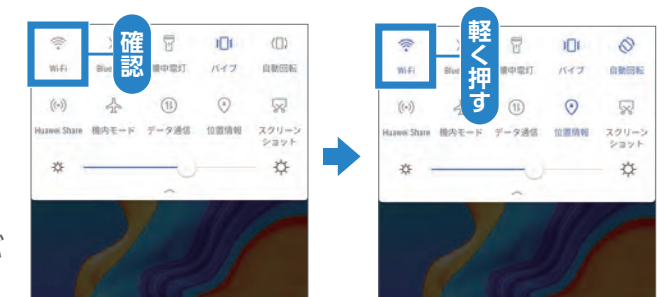 確認
Wi-Fi
Blue
懐中電灯
バイブ
自動回転
Huawei Share
機内モード
データ通信
位置情報
スクリーン
ショット
軽く押す
Wi-Fi
Blue
懐中電灯
バイブ
自動回転
Huawei Share
機内モード
データ通信
位置情報
スクリーン
ショット